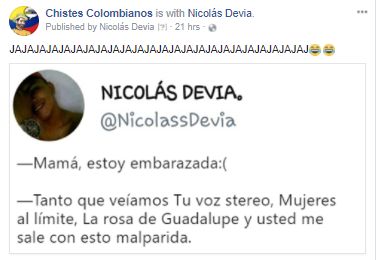 Chistes Colombianos is with Nicolás Devia.
Published by Nicolás Devia [?] · 21 hrs ·
JAJAJAJAJAJAJAJAJAJAJAJAJAJAJAJAJAJAJAJAJAJAJAJAJAJ😂😂
NICOLÁS DEVIA.
@NicolassDevia
—Mamá, estoy embarazada:(
—Tanto que veíamos Tu voz stereo, Mujeres
al límite, La rosa de Guadalupe y usted me
sale con esto malparida.